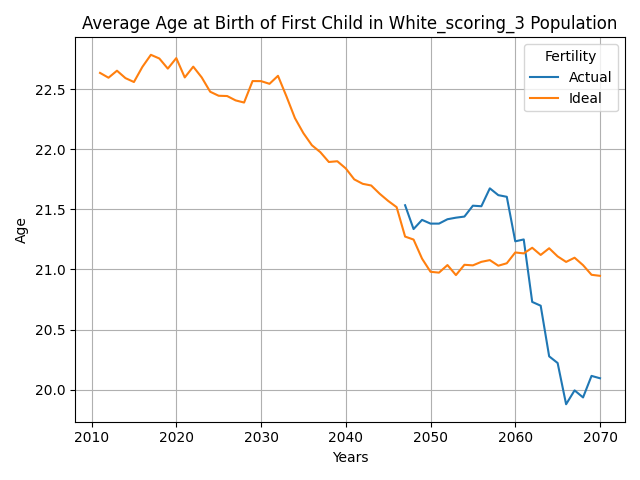 Average Age at Birth of First Child in White_scoring_3 Population
Fertility
Actual
Ideal
22.5
22.0
21.5
21.0
20.5
20.0
Age
2010 2020 2030 2040 2050 2060 2070
Years